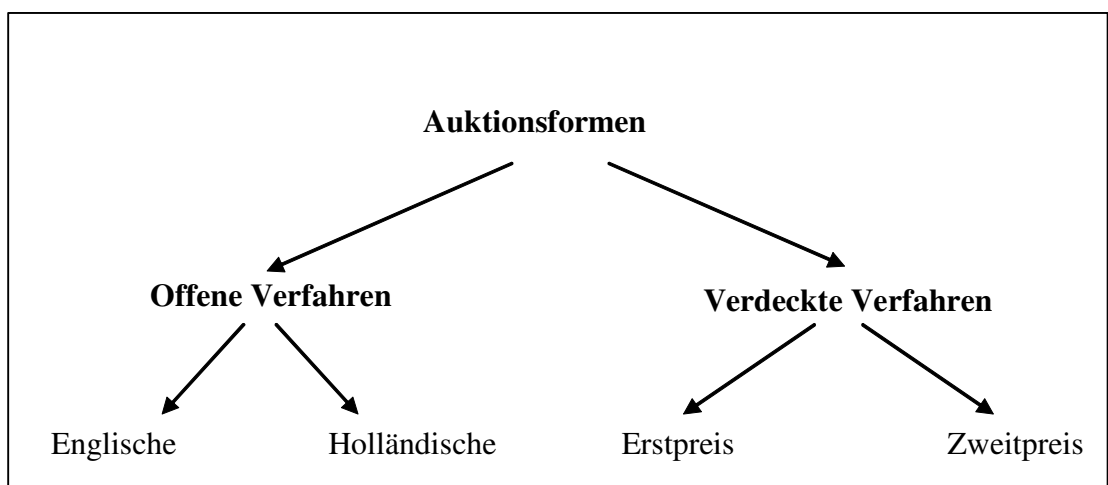 Auktionsformen
Offene Verfahren
Verdeckte Verfahren
Englische
Holländische
Erstpreis
Zweitpreis